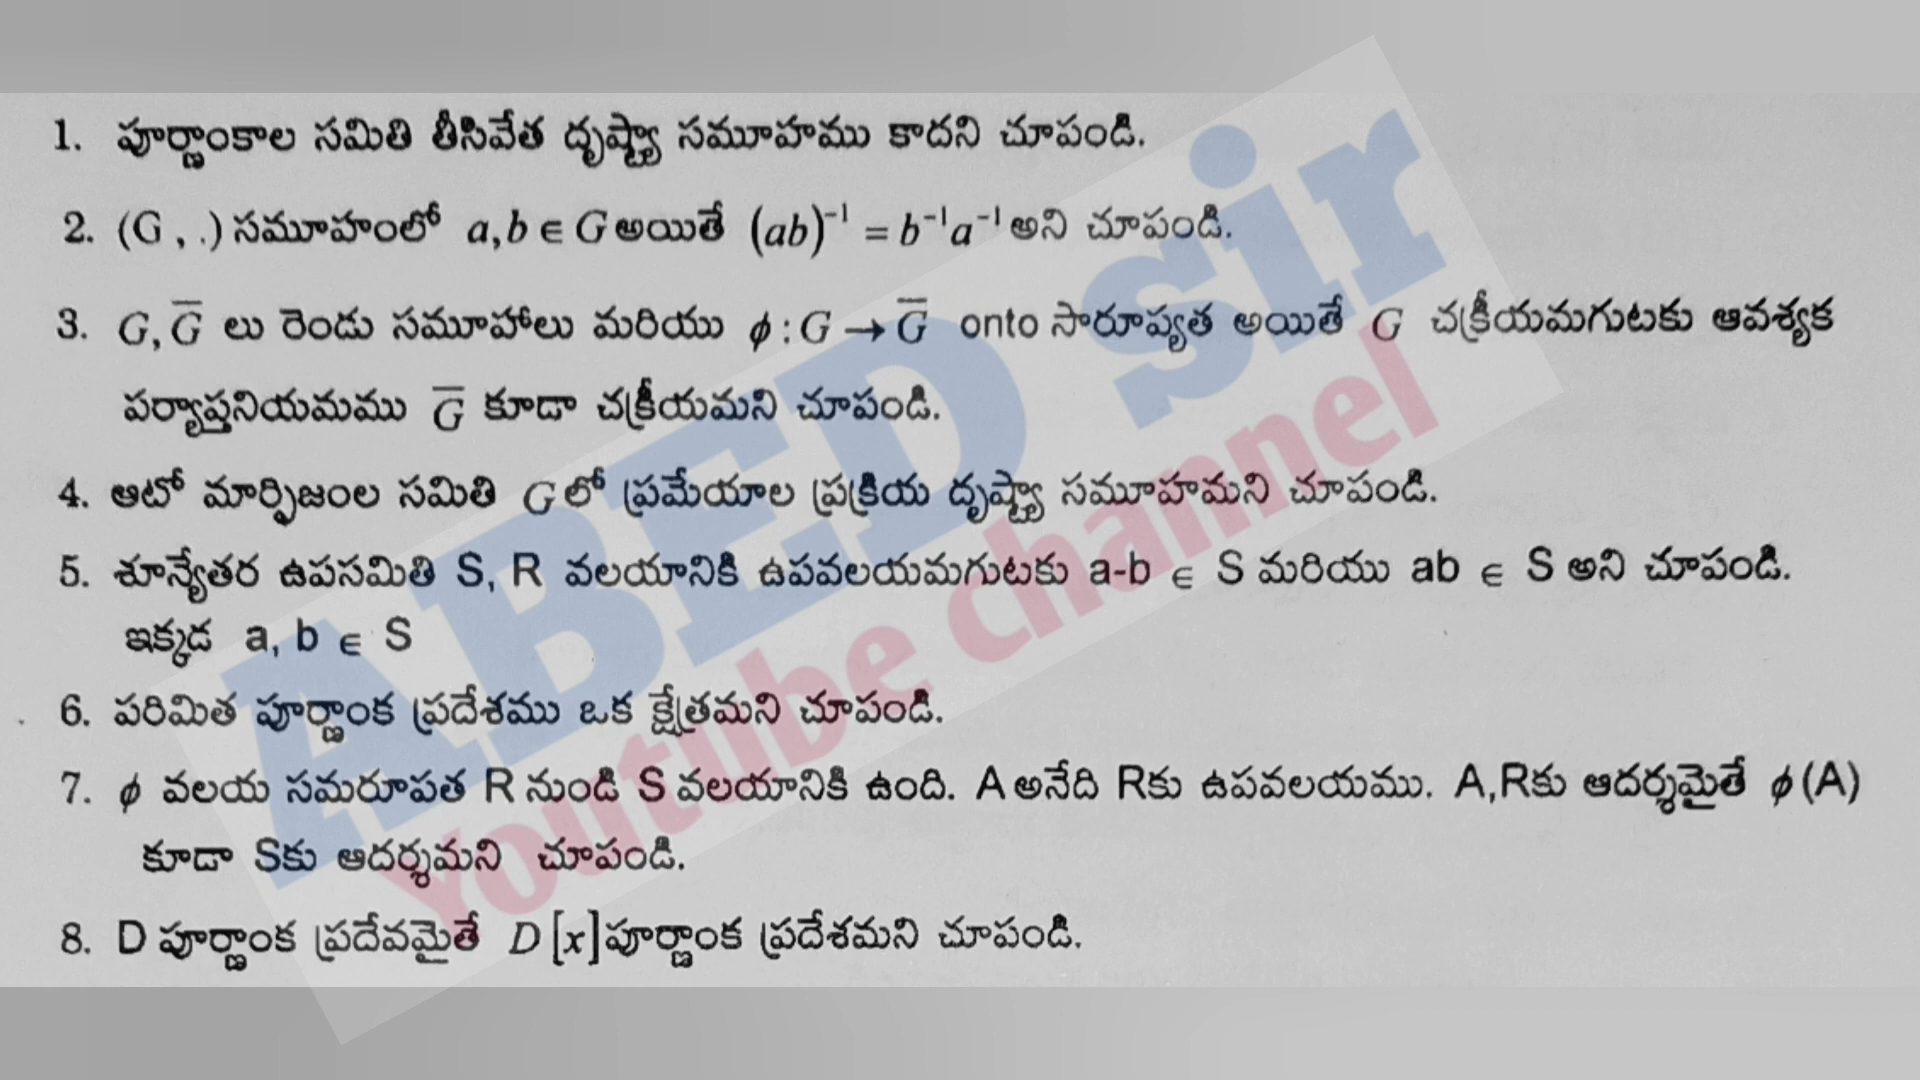 1. పూర్ణాంకాల సమితి తీసివేత దృష్ట్యా సమూహము కాదని చూపండి.
2. (G , .) సమూహంలో a,b ∈ G అయితే (ab)⁻¹ = b⁻¹a⁻¹ అని చూపండి.
3. G, G̅ లు రెండు సమూహాలు మరియు ϕ : G → G̅ onto సారూప్యత అయితే G చక్రీయమగుటకు ఆవశ్యక
పర్యాప్తనియమము G̅ కూడా చక్రీయమని చూపండి.
4. ఆటో మార్ఫిజంల సమితి G లో ప్రమేయాల ప్రక్రియ దృష్ట్యా సమూహమని చూపండి.
5. శూన్యేతర ఉపసమితి S, R వలయానికి ఉపవలయమగుటకు a-b ∈ S మరియు ab ∈ S అని చూపండి.
ఇక్కడ a, b ∈ S
6. పరిమిత పూర్ణాంక ప్రదేశము ఒక క్షేత్రమని చూపండి.
7. ϕ వలయ సమరూపత R నుండి S వలయానికి ఉంది. A అనేది Rకు ఉపవలయము. A,Rకు ఆదర్శమైతే ϕ (A)
కూడా Sకు ఆదర్శమని చూపండి.
8. D పూర్ణాంక ప్రదేవమైతే D [x] పూర్ణాంక ప్రదేశమని చూపండి.
ABED sir
Youtube channel